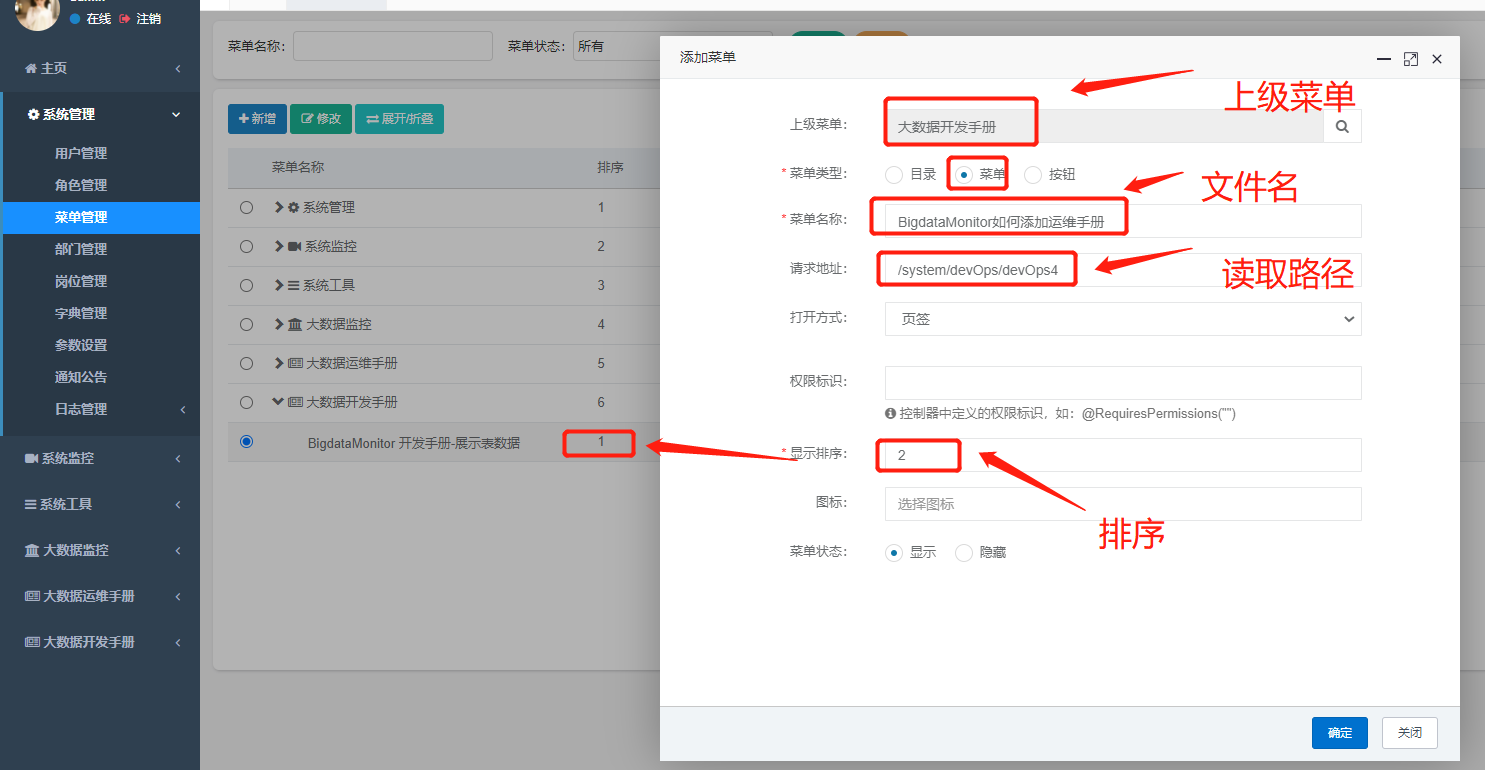 在线 注销
主页
系统管理
用户管理
角色管理
菜单管理
部门管理
岗位管理
字典管理
参数设置
通知公告
日志管理
系统监控
系统工具
大数据监控
大数据运维手册
大数据开发手册
菜单名称：
菜单状态： 所有
新增 修改 展开/折叠
菜单名称 排序
系统管理 1
系统监控 2
系统工具 3
大数据监控 4
大数据运维手册 5
大数据开发手册 6
BigdataMonitor 开发手册-展示表数据 1
添加菜单
上级菜单： 大数据开发手册
上级菜单
* 菜单类型： 目录 菜单 按钮
文件名
* 菜单名称： BigdataMonitor如何添加运维手册
请求地址： /system/devOps/devOps4
读取路径
打开方式： 页签
权限标识：
控制器中定义的权限标识，如：@RequiresPermissions("")
* 显示排序： 2
排序
图标： 选择图标
菜单状态： 显示 隐藏
确定 关闭